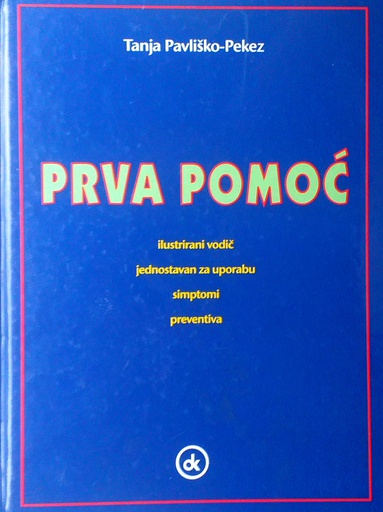 Tanja Pavliško-Pekez
PRVA POMOĆ
ilustrirani vodič
jednostavan za uporabu
simptomi
preventiva
dk